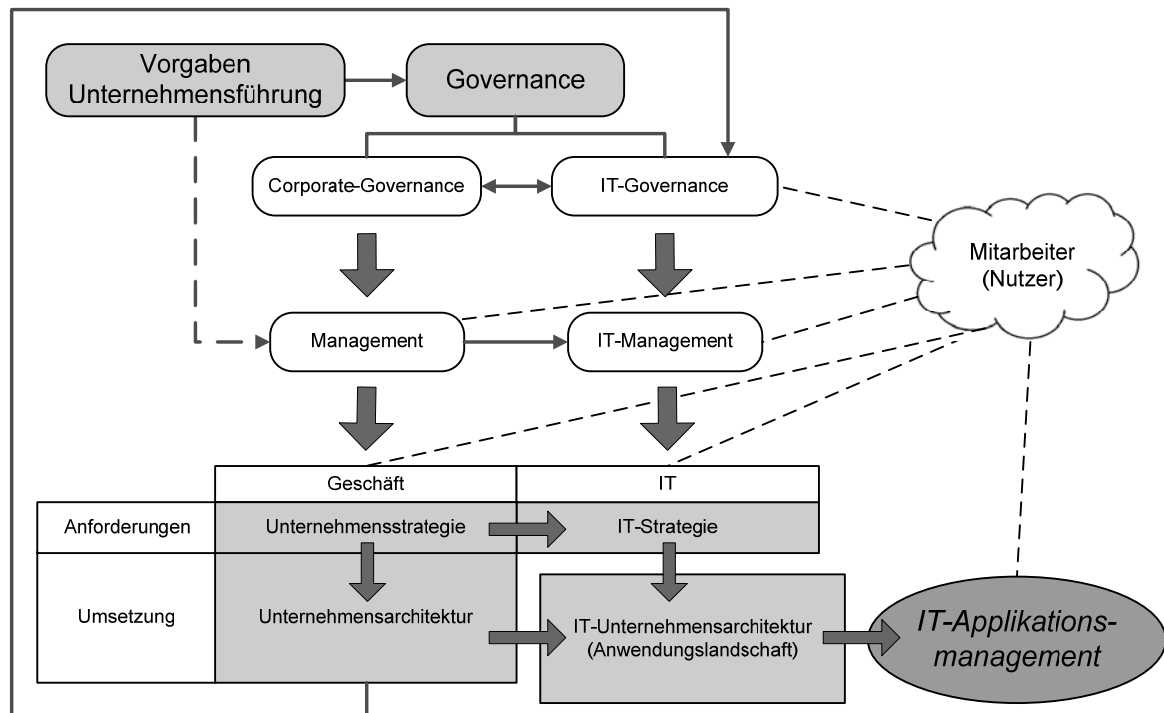 Vorgaben
Unternehmensführung
Governance
Corporate-Governance
IT-Governance
Mitarbeiter
(Nutzer)
Management
IT-Management
Geschäft
IT
Anforderungen
Unternehmensstrategie
IT-Strategie
Umsetzung
Unternehmensarchitektur
IT-Unternehmensarchitektur
(Anwendungslandschaft)
IT-Applikations-
management